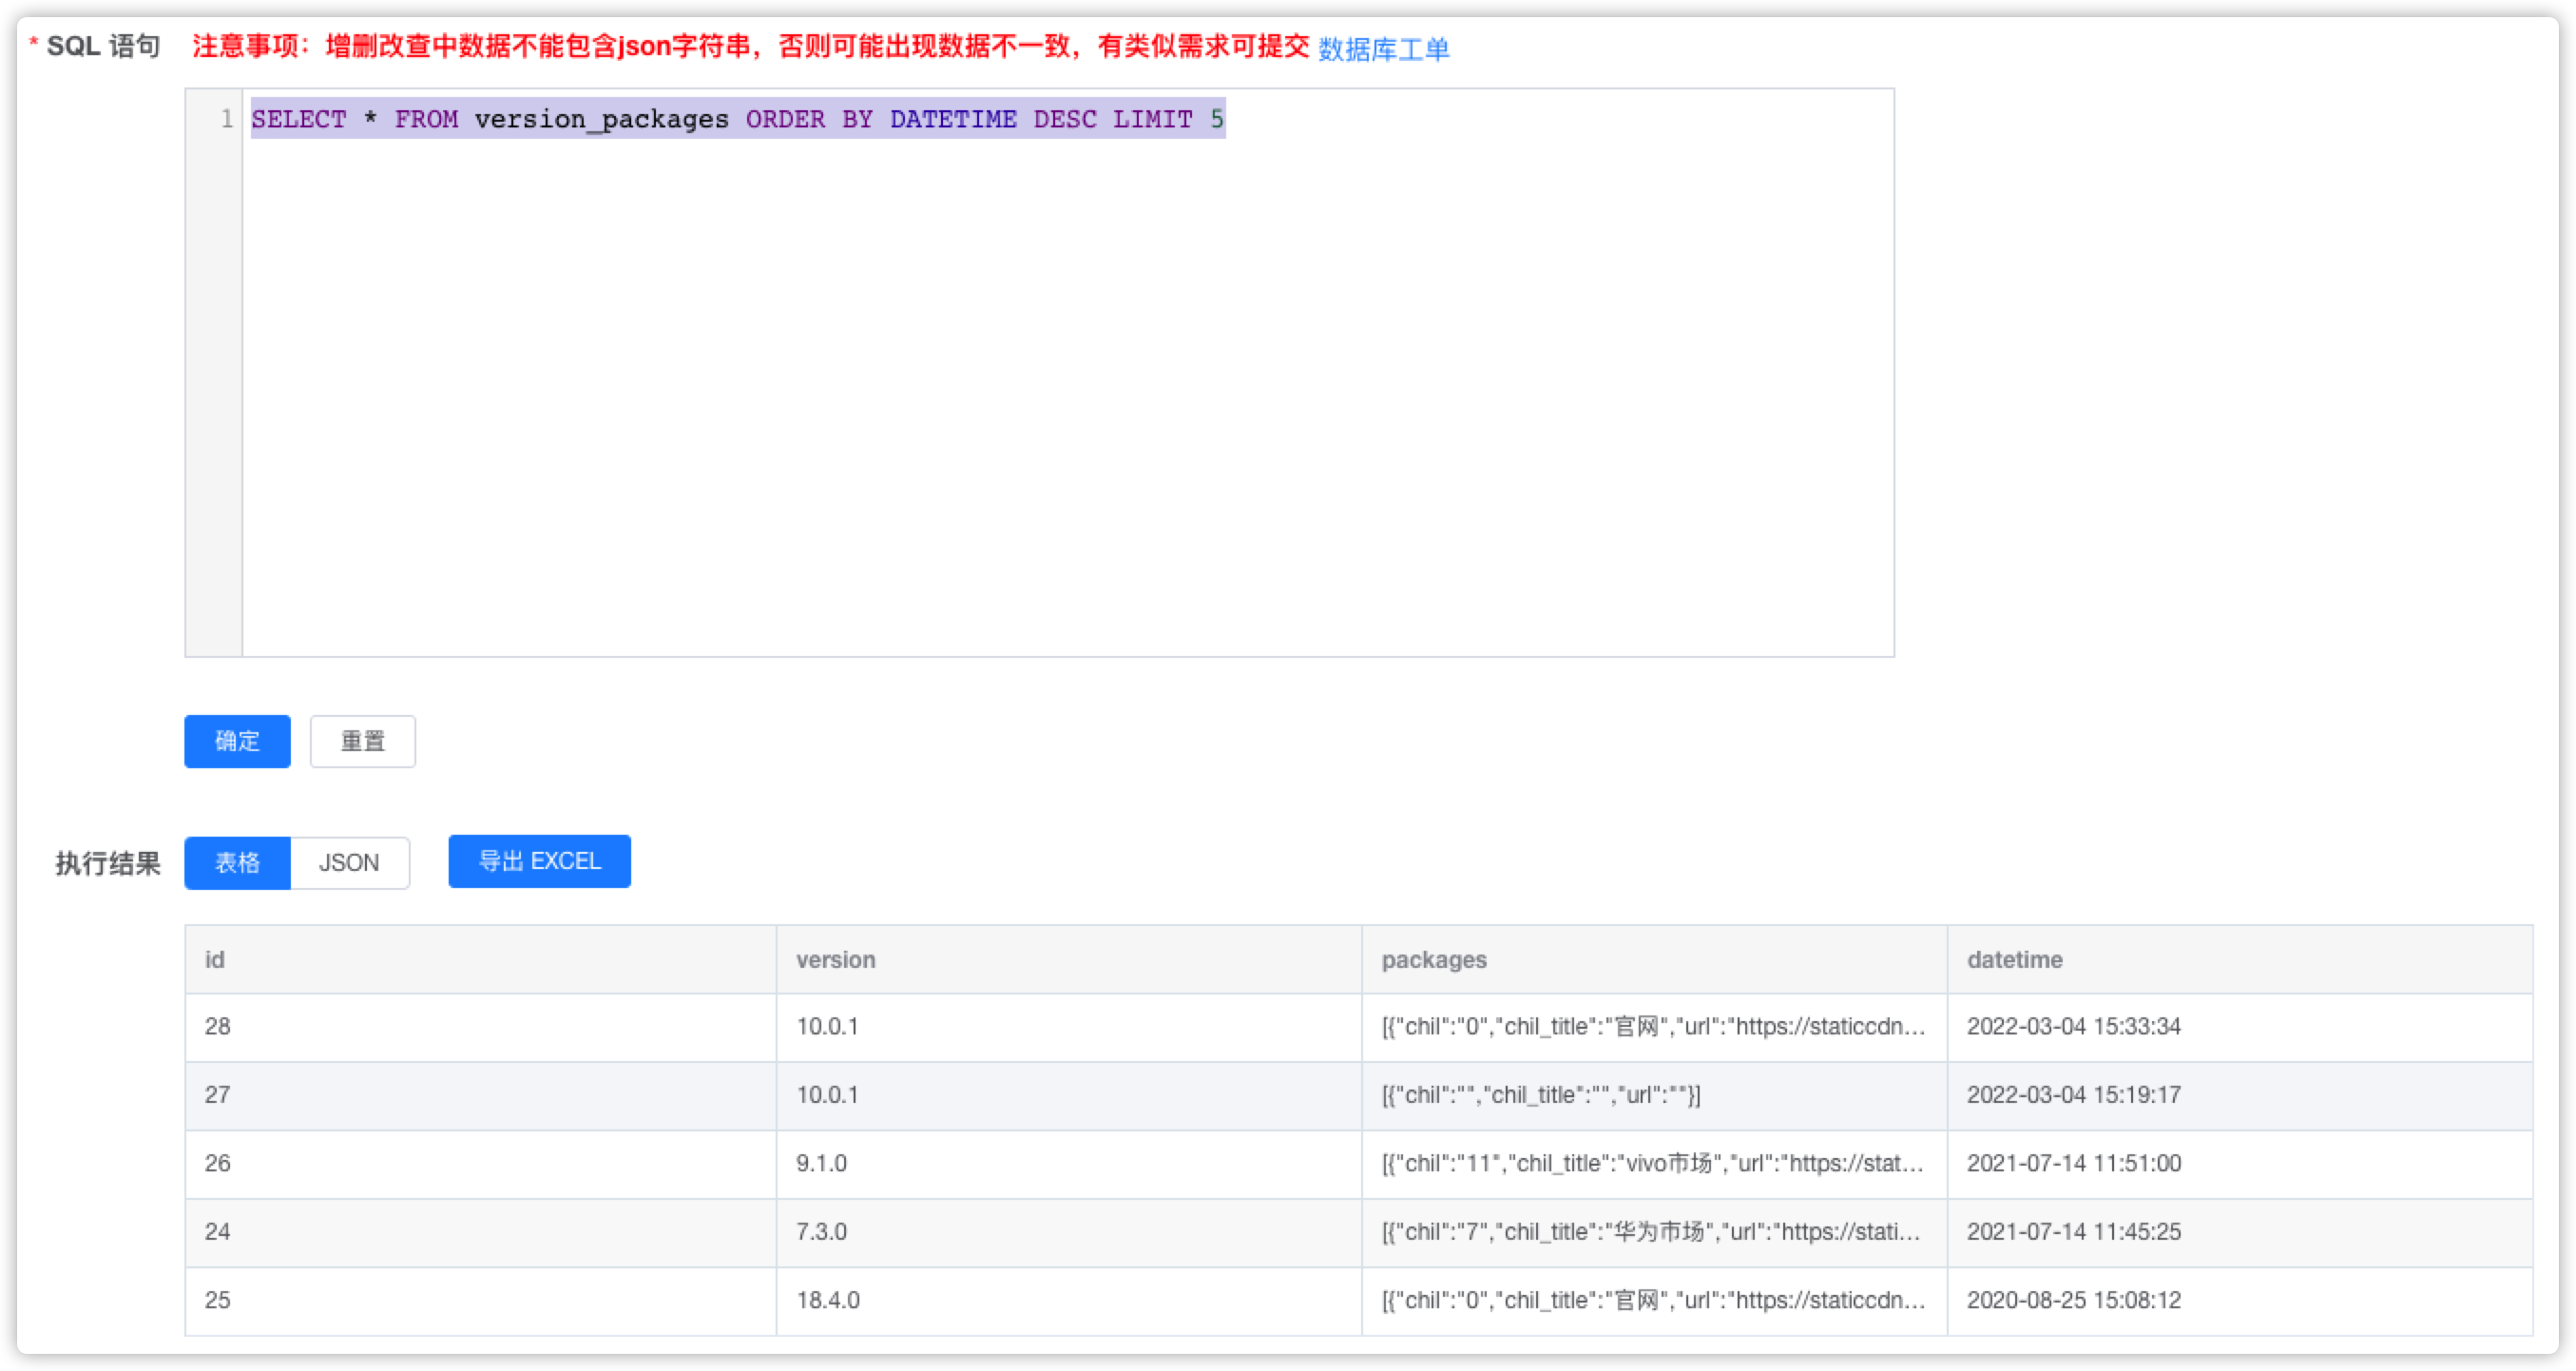 * SQL 语句 注意事项：增删改查中数据不能包含json字符串，否则可能出现数据不一致，有类似需求可提交 数据库工单
1 SELECT * FROM version_packages ORDER BY DATETIME DESC LIMIT 5
确定 重置
执行结果 表格 JSON 导出 EXCEL
id version packages datetime
28 10.0.1 [{"chil":"0","chil_title":"官网","url":"https://staticcdn... 2022-03-04 15:33:34
27 10.0.1 [{"chil":"","chil_title":"","url":""}] 2022-03-04 15:19:17
26 9.1.0 [{"chil":"11","chil_title":"vivo市场","url":"https://stat... 2021-07-14 11:51:00
24 7.3.0 [{"chil":"7","chil_title":"华为市场","url":"https://stati... 2021-07-14 11:45:25
25 18.4.0 [{"chil":"0","chil_title":"官网","url":"https://staticcdn... 2020-08-25 15:08:12